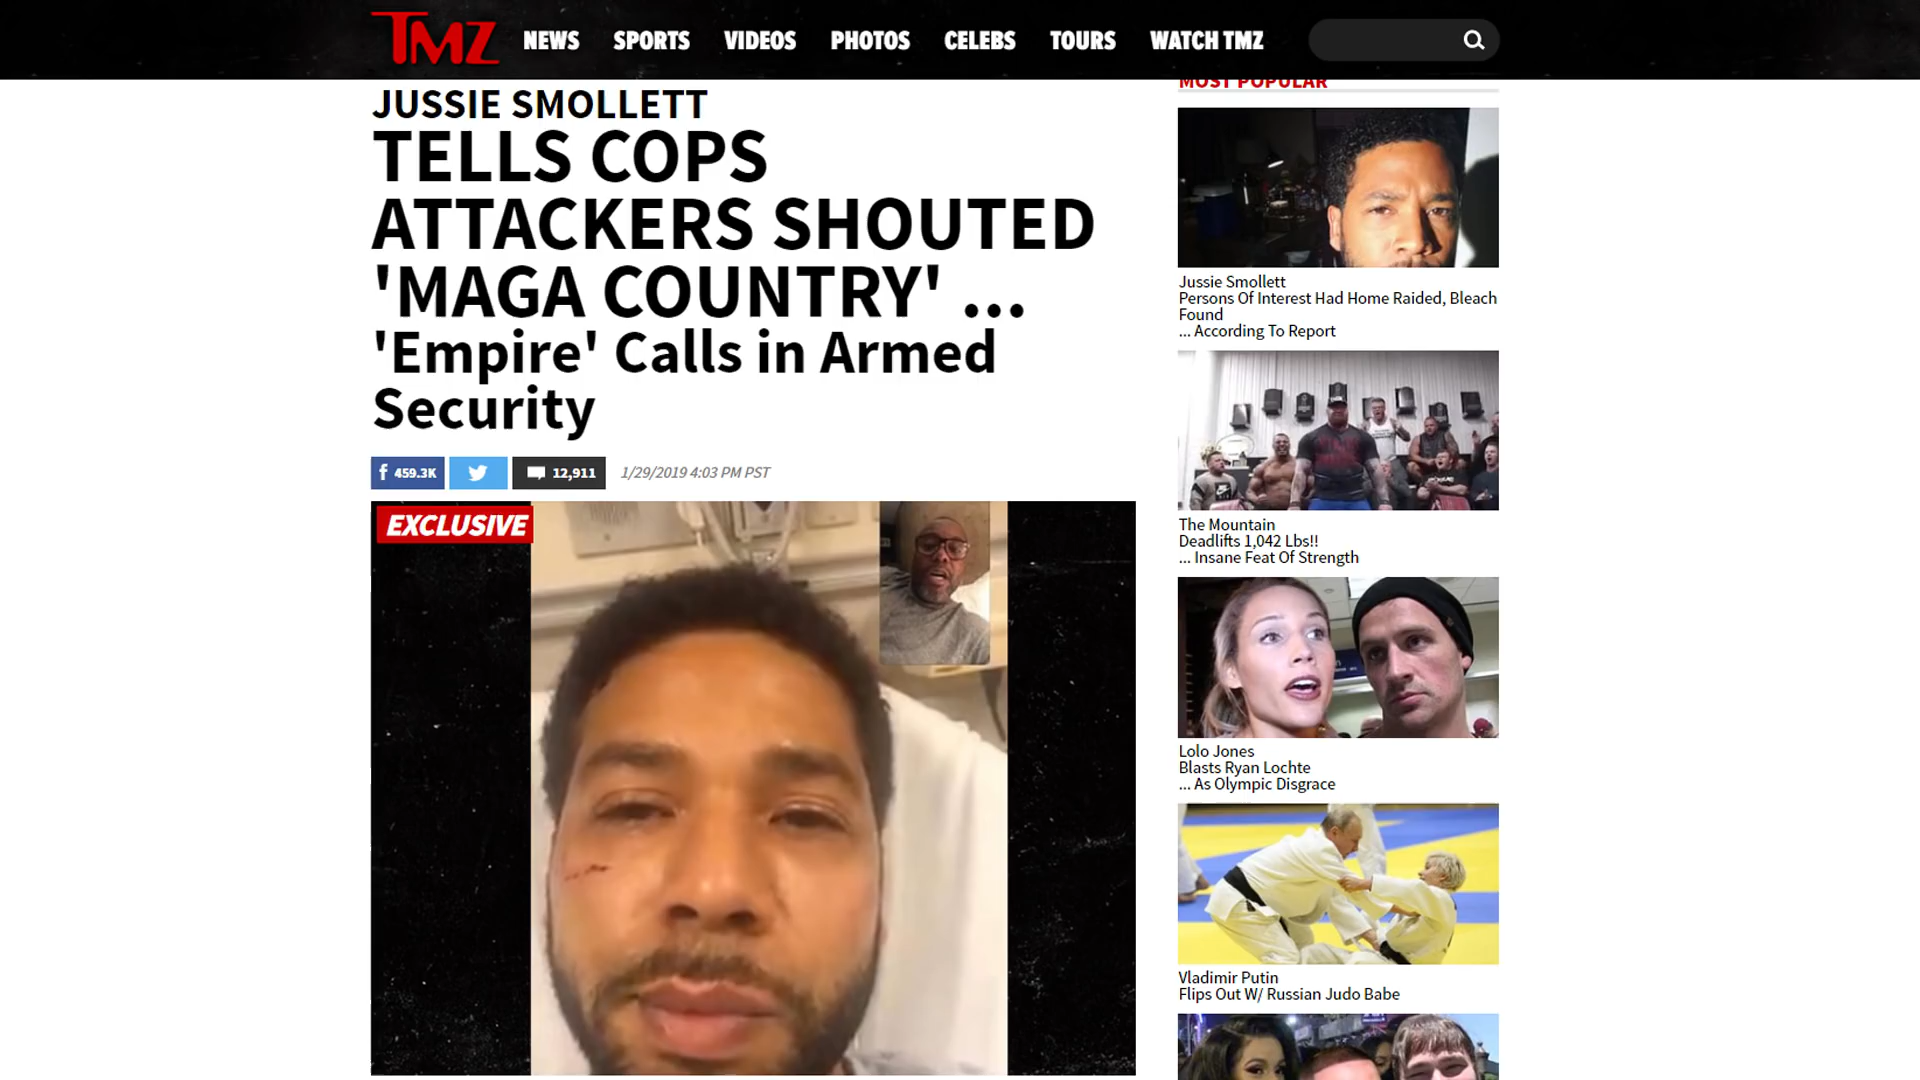 TMZ
NEWS SPORTS VIDEOS PHOTOS CELEBS TOURS WATCH TMZ
JUSSIE SMOLLETT
TELLS COPS
ATTACKERS SHOUTED
'MAGA COUNTRY' ...
'Empire' Calls in Armed
Security
f 459.3K 12,911 1/29/2019 4:03 PM PST
EXCLUSIVE
MOST POPULAR
Jussie Smollett
Persons Of Interest Had Home Raided, Bleach
Found
... According To Report
The Mountain
Deadlifts 1,042 Lbs!!
... Insane Feat Of Strength
Lolo Jones
Blasts Ryan Lochte
... As Olympic Disgrace
Vladimir Putin
Flips Out W/ Russian Judo Babe